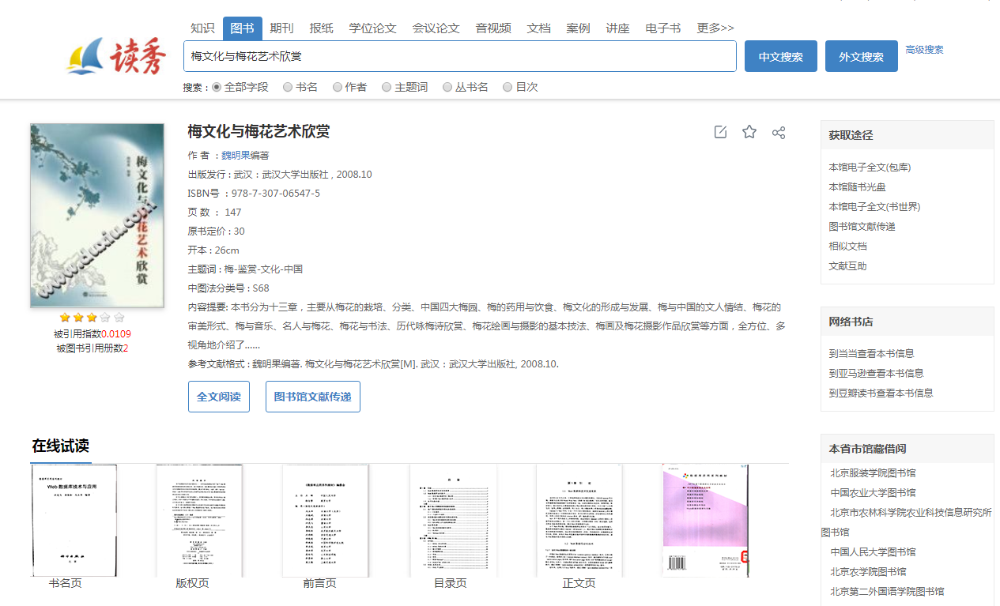 知识 图书 期刊 报纸 学位论文 会议论文 音视频 文档 案例 讲座 电子书 更多>>
读秀
梅文化与梅花艺术欣赏
中文搜索 外文搜索 高级搜索
搜索： 全部字段 书名 作者 主题词 丛书名 目次
梅文化与梅花艺术欣赏
www.duxiu.com
梅文化与梅花艺术欣赏
作 者 ：魏明果编著
出版发行 : 武汉：武汉大学出版社 , 2008.10
ISBN号 ：978-7-307-06547-5
页 数 ： 147
原书定价 : 30
开本 : 26cm
主题词 : 梅-鉴赏-文化-中国
中图法分类号 : S68
内容提要: 本书分为十三章，主要从梅花的栽培、分类、中国四大梅园、梅的药用与饮食、梅文化的形成与发展、梅与中国的文人情结、梅花的
审美形式、梅与音乐、名人与梅花、梅花与书法、历代咏梅诗欣赏、梅花绘画与摄影的基本技法、梅画及梅花摄影作品欣赏等方面，全方位、多
视角地介绍了......
参考文献格式 : 魏明果编著. 梅文化与梅花艺术欣赏[M]. 武汉：武汉大学出版社, 2008.10.
被引用指数0.0109
被图书引用册数2
全文阅读 图书馆文献传递
在线试读
Web 数据库技术与应用
书名页 版权页 前言页 目录页 正文页
获取途径
本馆电子全文(包库)
本馆随书光盘
本馆电子全文(书世界)
图书馆文献传递
相似文档
文献互助
网络书店
到当当查看本书信息
到亚马逊查看本书信息
到豆瓣读书查看本书信息
本省市馆藏借阅
北京服装学院图书馆
中国农业大学图书馆
北京市农林科学院农业科技信息研究所
图书馆
中国人民大学图书馆
北京农学院图书馆
北京第二外国语学院图书馆